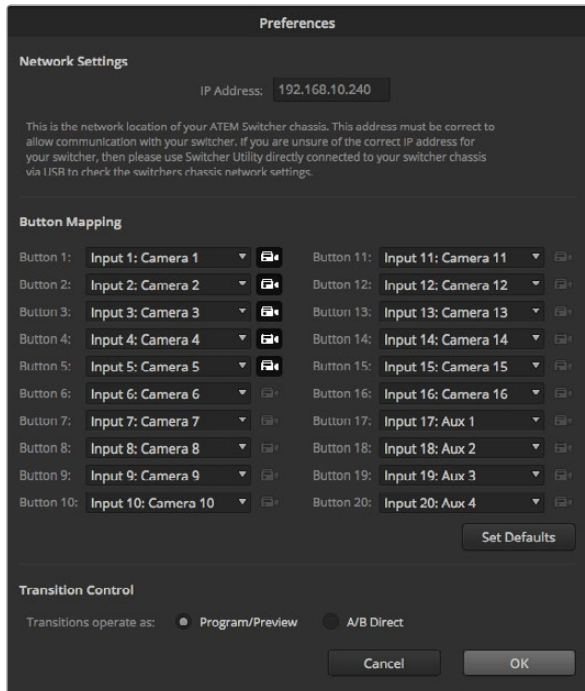 Preferences
Network Settings
IP Address: 192.168.10.240
This is the network location of your ATEM Switcher chassis. This address must be correct to
allow communication with your switcher. If you are unsure of the correct IP address for
your switcher, then please use Switcher Utility directly connected to your switcher chassis
via USB to check the switchers chassis network settings.
Button Mapping
Button 1: Input 1: Camera 1
Button 2: Input 2: Camera 2
Button 3: Input 3: Camera 3
Button 4: Input 4: Camera 4
Button 5: Input 5: Camera 5
Button 6: Input 6: Camera 6
Button 7: Input 7: Camera 7
Button 8: Input 8: Camera 8
Button 9: Input 9: Camera 9
Button 10: Input 10: Camera 10
Button 11: Input 11: Camera 11
Button 12: Input 12: Camera 12
Button 13: Input 13: Camera 13
Button 14: Input 14: Camera 14
Button 15: Input 15: Camera 15
Button 16: Input 16: Camera 16
Button 17: Input 17: Aux 1
Button 18: Input 18: Aux 2
Button 19: Input 19: Aux 3
Button 20: Input 20: Aux 4
Set Defaults
Transition Control
Transitions operate as: Program/Preview A/B Direct
Cancel OK